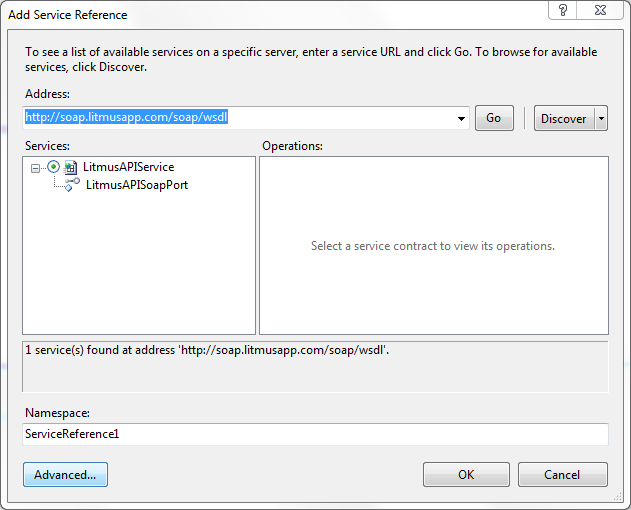 Add Service Reference
?
To see a list of available services on a specific server, enter a service URL and click Go. To browse for available
services, click Discover.
Address:
http://soap.litmusapp.com/soap/wsdl
Go
Discover
Services:
Operations:
LitmusAPIService
LitmusAPISoapPort
Select a service contract to view its operations.
1 service(s) found at address 'http://soap.litmusapp.com/soap/wsdl'.
Namespace:
ServiceReference1
Advanced...
OK
Cancel